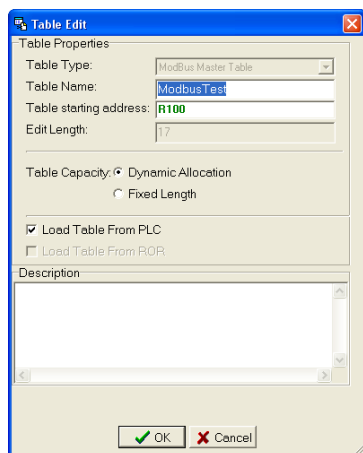 Table Edit
Table Properties
Table Type: ModBus Master Table
Table Name: ModbusTest
Table starting address: R100
Edit Length: 17
Table Capacity: Dynamic Allocation
Fixed Length
Load Table From PLC
Load Table From ROR
Description
OK Cancel